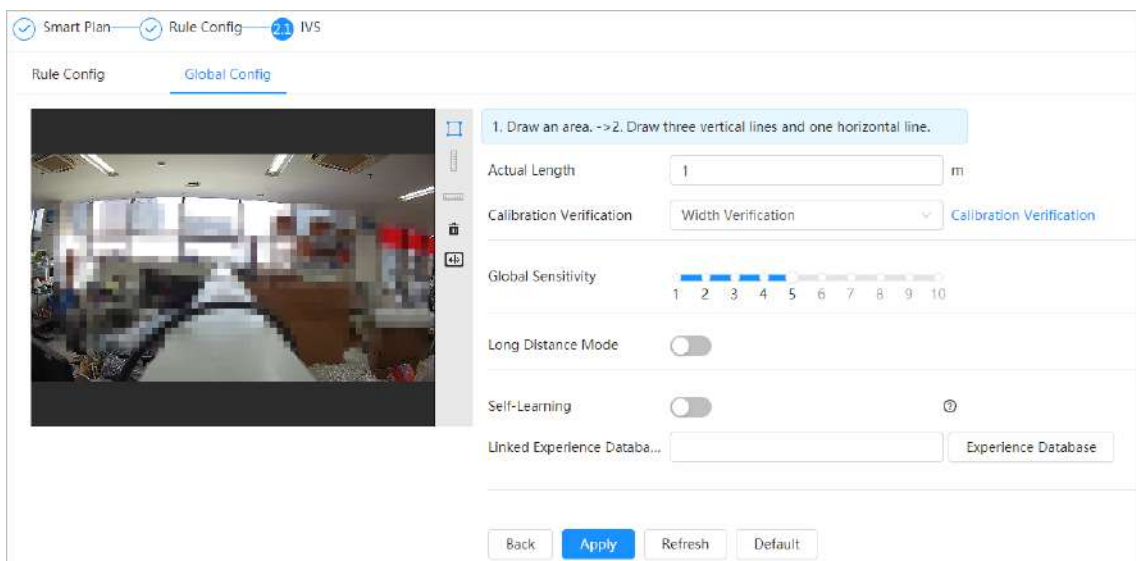 Smart Plan Rule Config 2.1 IVS
Rule Config Global Config
1. Draw an area. ->2. Draw three vertical lines and one horizontal line.
Actual Length 1 m
Calibration Verification Width Verification Calibration Verification
Global Sensitivity
1 2 3 4 5 6 7 8 9 10
Long Distance Mode
Self-Learning
Linked Experience Databa... Experience Database
Back Apply Refresh Default